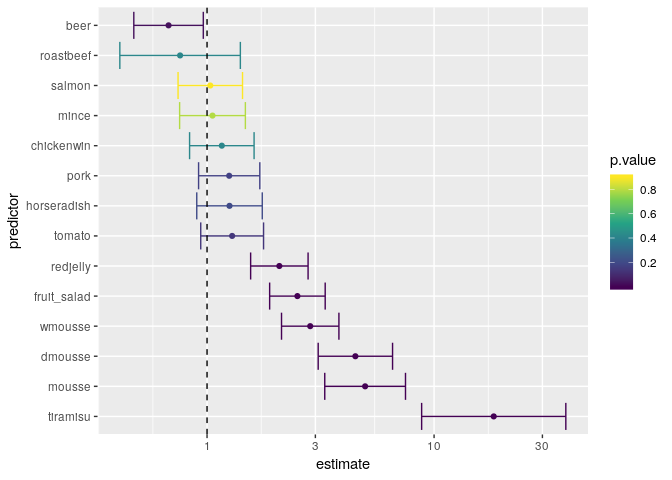 beer
roastbeef
salmon
mince
chickenwin
pork
horseradish
tomato
redjelly
fruit_salad
wmousse
dmousse
mousse
tiramisu
predictor
1
3
10
30
estimate
p.value
0.8
0.6
0.4
0.2